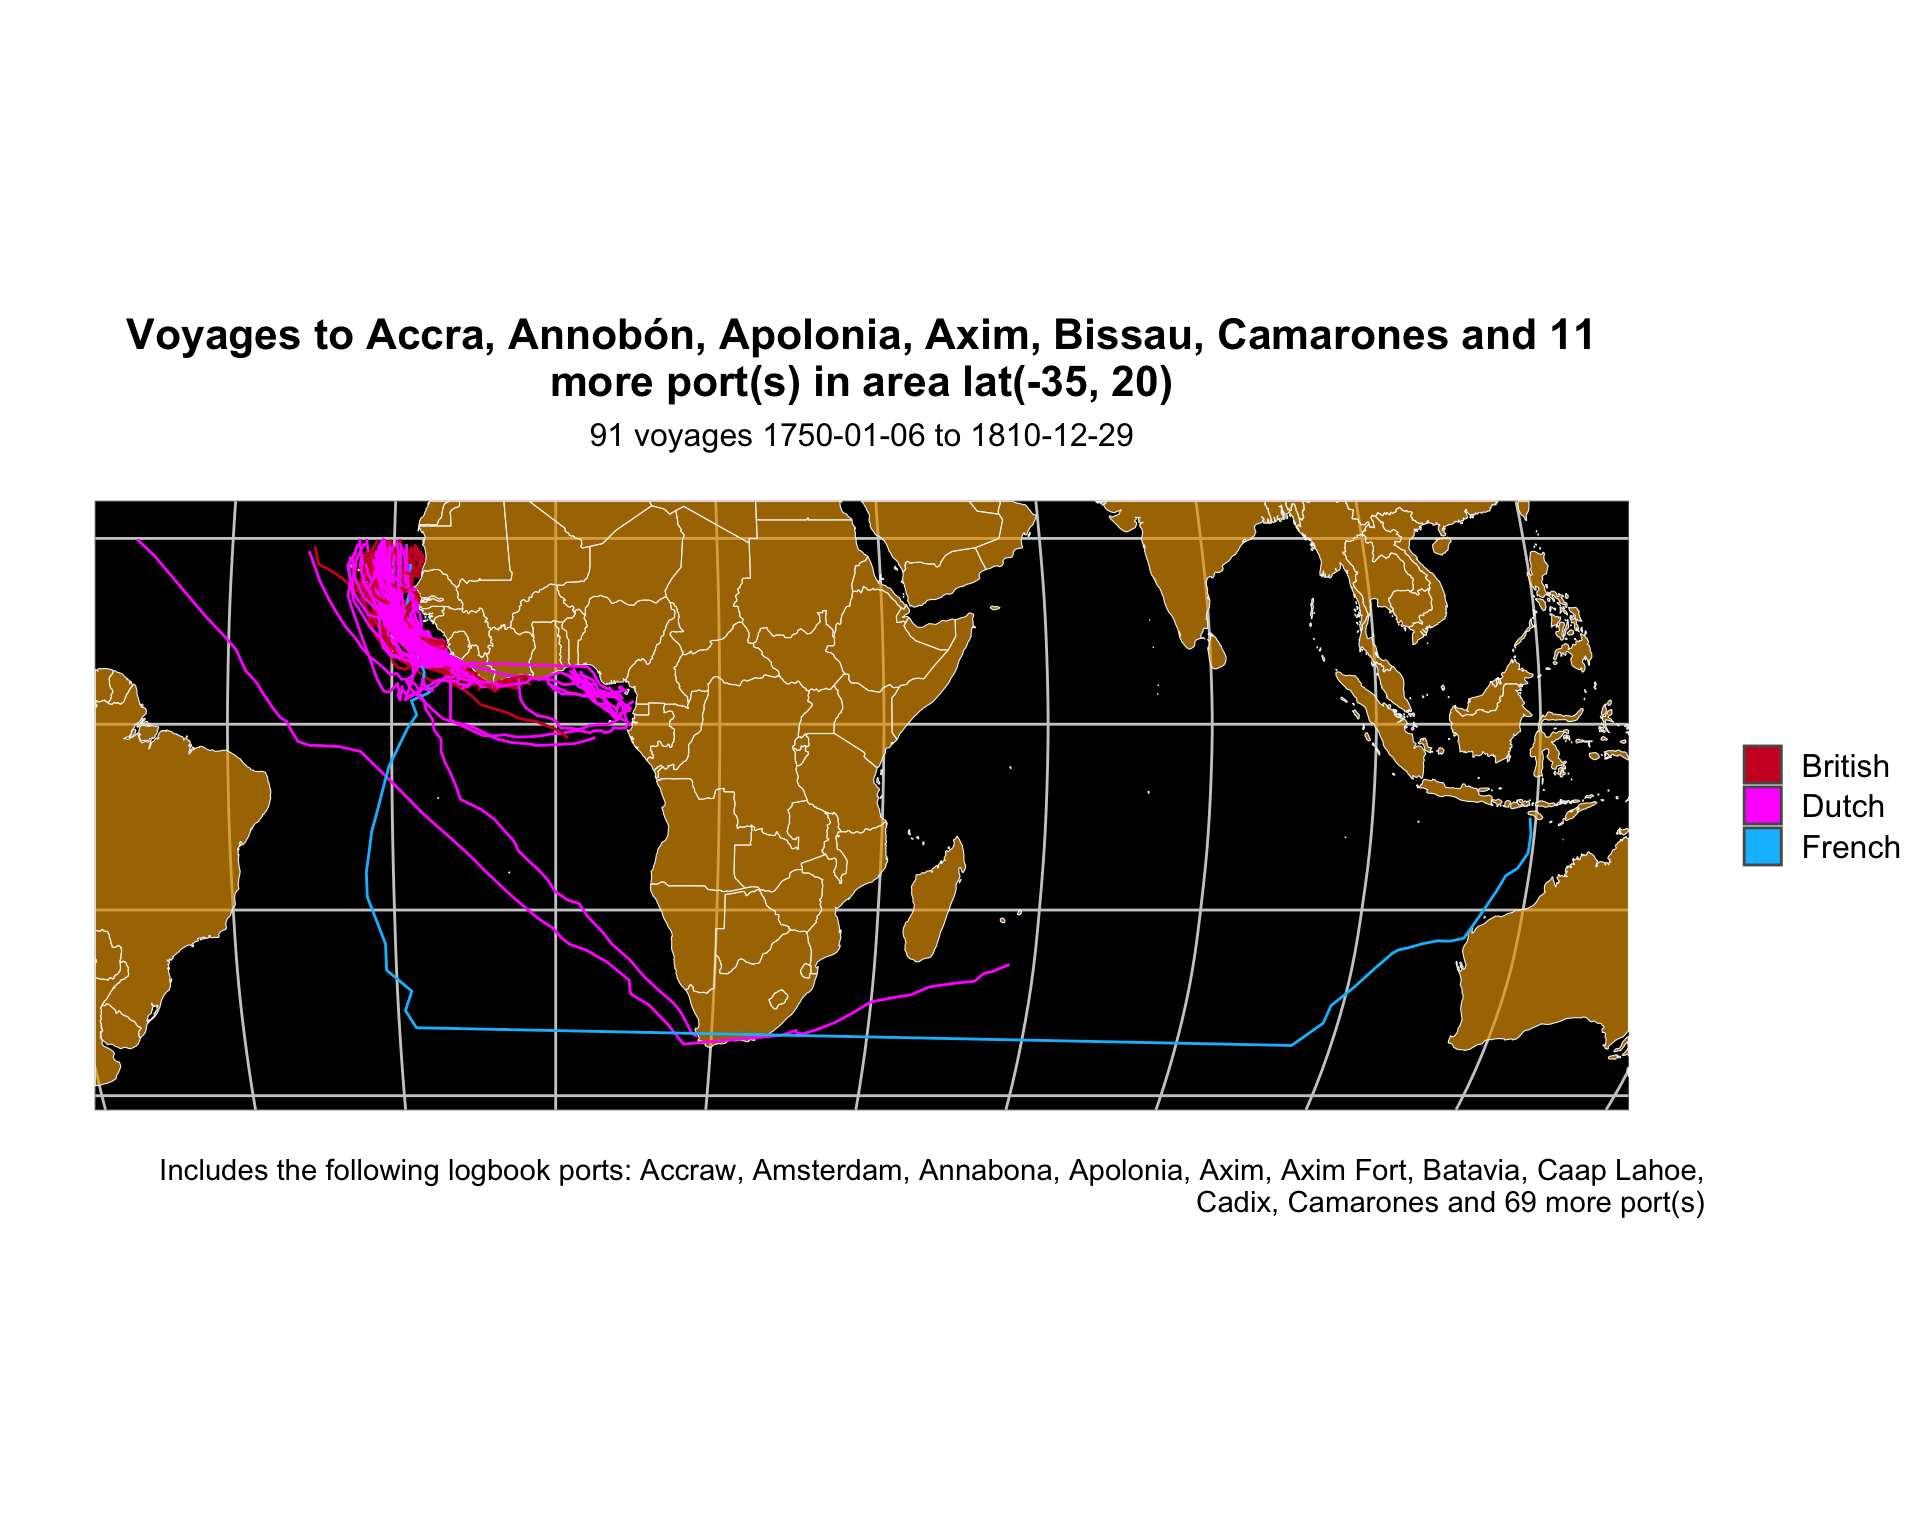 Voyages to Accra, Annobón, Apolonia, Axim, Bissau, Camarones and 11
more port(s) in area lat(-35, 20)
91 voyages 1750-01-06 to 1810-12-29
British
Dutch
French
Includes the following logbook ports: Accraw, Amsterdam, Annabona, Apolonia, Axim, Axim Fort, Batavia, Caap Lahoe,
Cadix, Camarones and 69 more port(s)